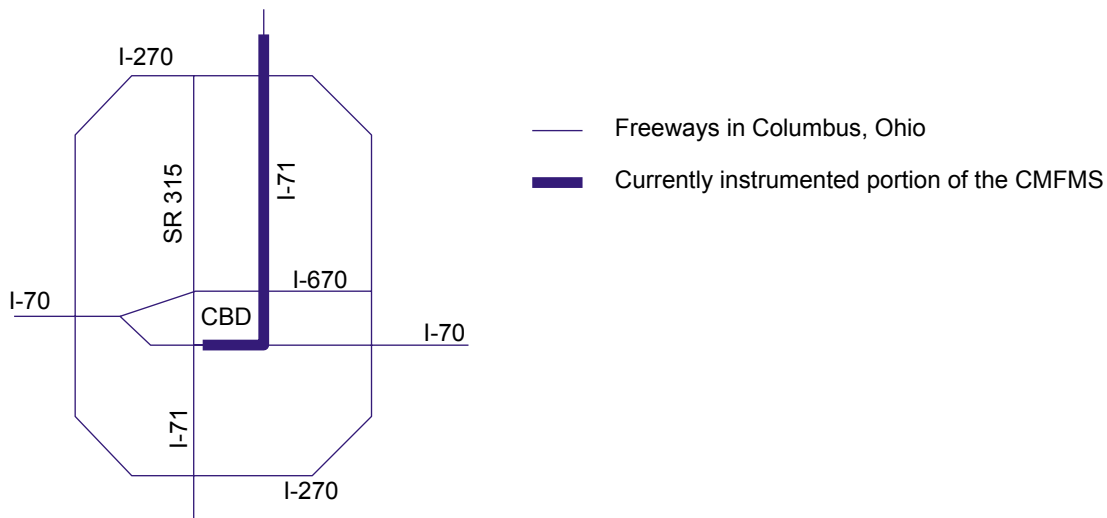 I-270
Freeways in Columbus, Ohio
Currently instrumented portion of the CMFMS
SR 315
I-71
I-670
I-70
CBD
I-70
I-71
I-270